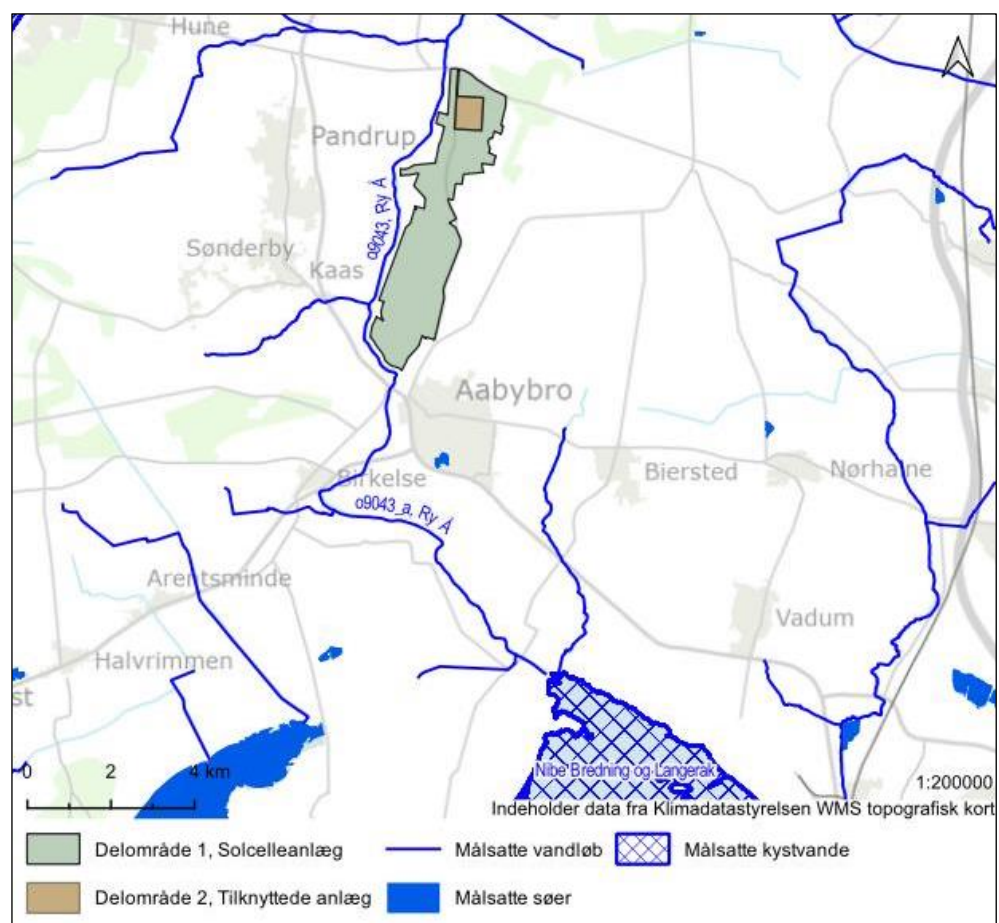 Hune
Pandrup
o9043, Ry Å
Sønderby
Kaas
Aabybro
Birkelse
Biersted
Nørhalne
o9043_a, Ry Å
Arentsminde
Vadum
Halvrimmen
st
Nibe Bredning og Langerak
0 2 4 km
1:200000
Indeholder data fra Klimadatastyrelsen WMS topografisk kort
Delområde 1, Solcelleanlæg
Målsatte vandløb
Målsatte kystvande
Delområde 2, Tilknyttede anlæg
Målsatte søer